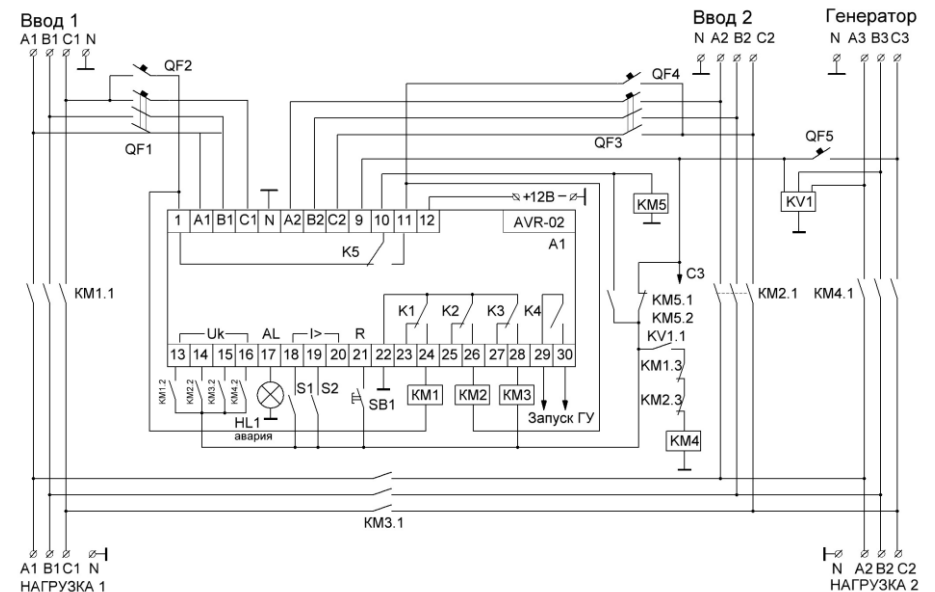 Ввод 1
A1 B1 C1 N
Ввод 2
N A2 B2 C2
Генератор
N A3 B3 C3
QF2
QF1
QF4
QF3
QF5
KV1
KM5
+12В −
1 A1 B1 C1 N A2 B2 C2 9 10 11 12
AVR-02
A1
K5
C3
KM1.1
KM2.1
KM4.1
KM5.1
KM5.2
KV1.1
KM1.3
KM2.3
KM4
K1 K2 K3 K4
Uk AL I> R
13 14 15 16 17 18 19 20 21 22 23 24 25 26 27 28 29 30
KM1.2 KM2.2 KM3.2 KM4.2
HL1
авария
S1 S2
SB1
KM1 KM2 KM3
Запуск ГУ
KM3.1
A1 B1 C1 N
НАГРУЗКА 1
N A2 B2 C2
НАГРУЗКА 2